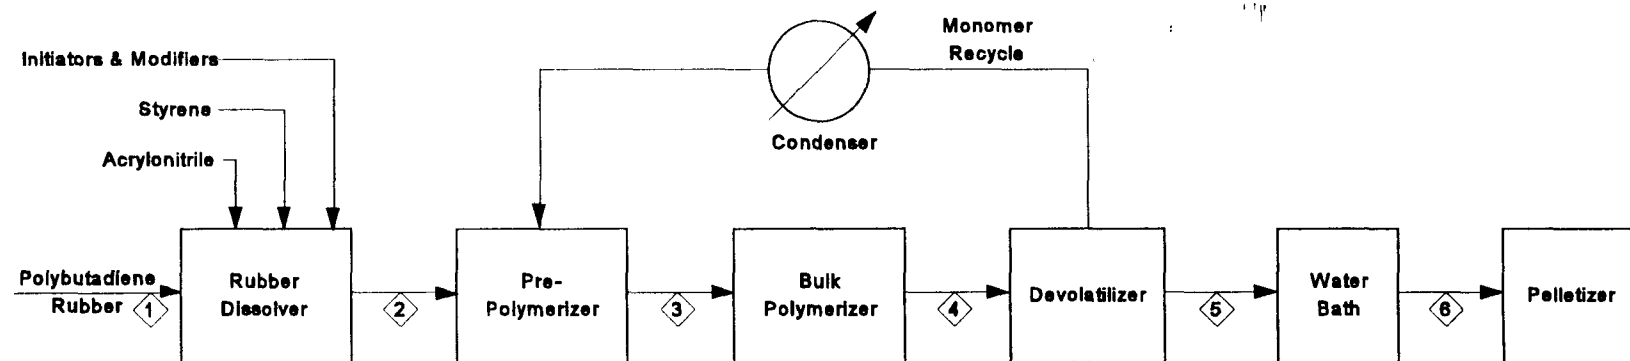 Monomer
Recycle
Initiators & Modifiers
Styrene
Condenser
Acrylonitrile
Polybutadiene
Rubber
1
Rubber
Dissolver
2
Pre-
Polymerizer
3
Bulk
Polymerizer
4
Devolatilizer
5
Water
Bath
6
Pelletizer